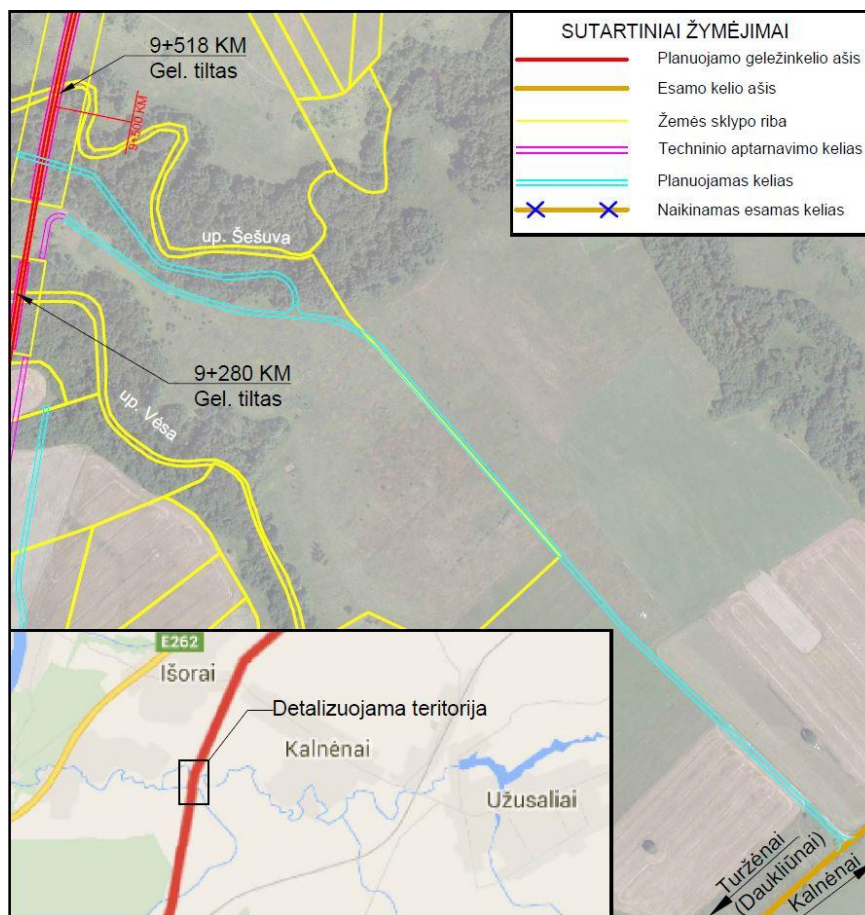 9+518 KM
Gel. tiltas
9+500 KM
SUTARTINIAI ŽYMĖJIMAI
Planuojamo geležinkelio ašis
Esamo kelio ašis
Žemės sklypo riba
Techninio aptarnavimo kelias
Planuojamas kelias
Naikinamas esamas kelias
up. Šešuva
9+280 KM
Gel. tiltas
up. Vėsa
E262
Išorai
Detalizuojama teritorija
Kalnėnai
Užusaliai
Turžėnai
(Daukliūnai)
Kalnėnai